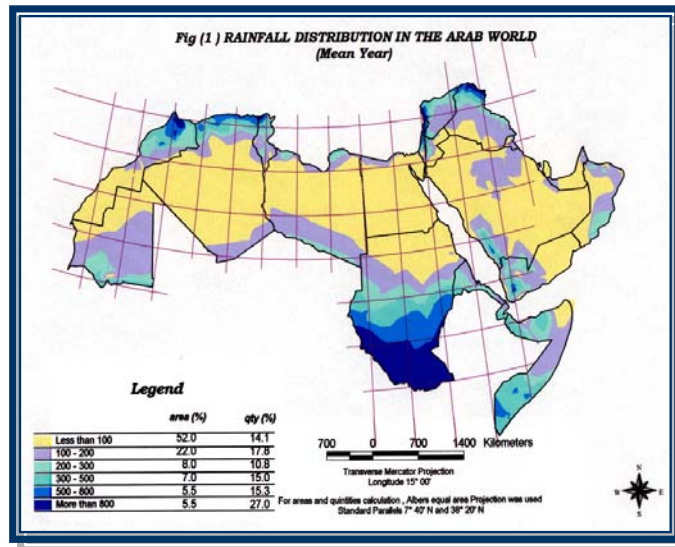 Fig (1 ) RAINFALL DISTRIBUTION IN THE ARAB WORLD
(Mean Year)
Legend
area (%) qty (%)
Less than 100 52.0 14.1
100 - 200 22.0 17.8
200 - 300 8.0 10.8
300 - 500 7.0 15.0
500 - 800 5.5 15.3
More than 800 5.5 27.0
700 0 700 1400 Kilometers
Transverse Mercator Projection
Longitude 15° 00'
For areas and quintities calculation , Albers equal area Projection was used
Standard Parallels 7° 40' N and 38° 20' N
N
W E
S